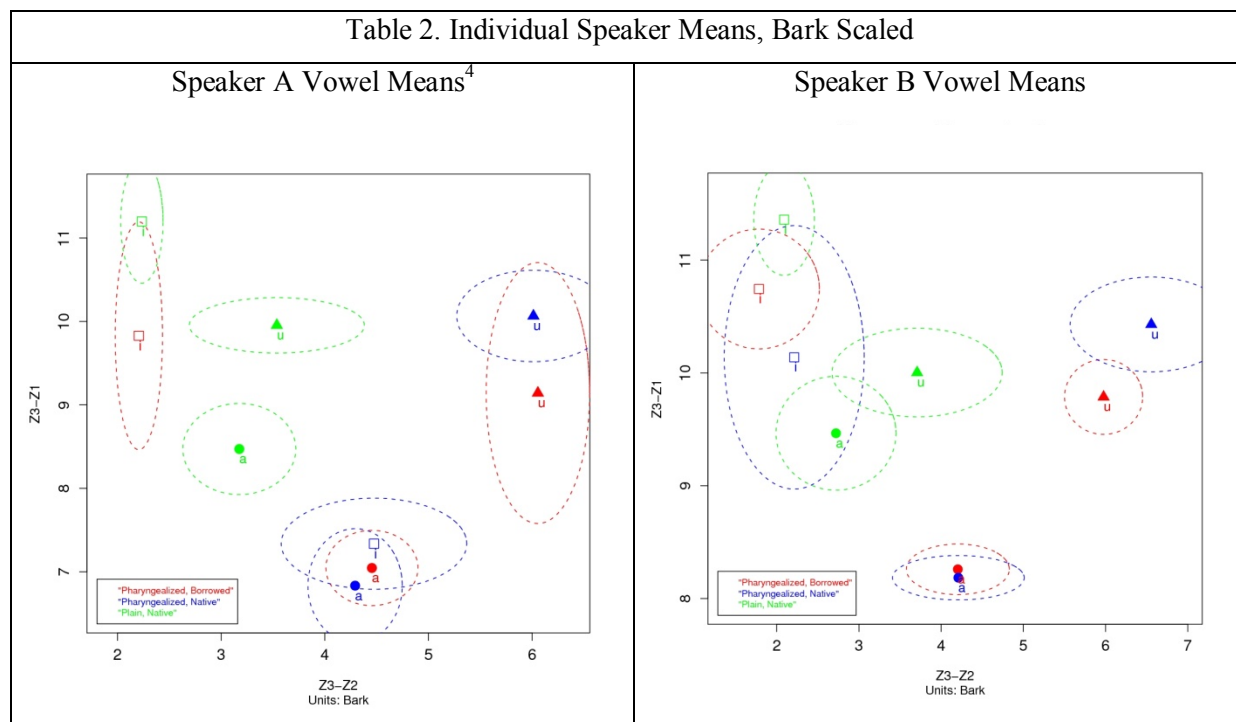 Table 2. Individual Speaker Means, Bark Scaled
Speaker A Vowel Means4
Speaker B Vowel Means
Z3–Z1
11
10
9
8
7
i
i
u
u
u
a
i
a
a
"Pharyngealized, Borrowed"
"Pharyngealized, Native"
"Plain, Native"
2 3 4 5 6
Z3–Z2
Units: Bark
Z3–Z1
11
10
9
8
i
i
i
u
u
u
a
a
a
"Pharyngealized, Borrowed"
"Pharyngealized, Native"
"Plain, Native"
2 3 4 5 6 7
Z3–Z2
Units: Bark